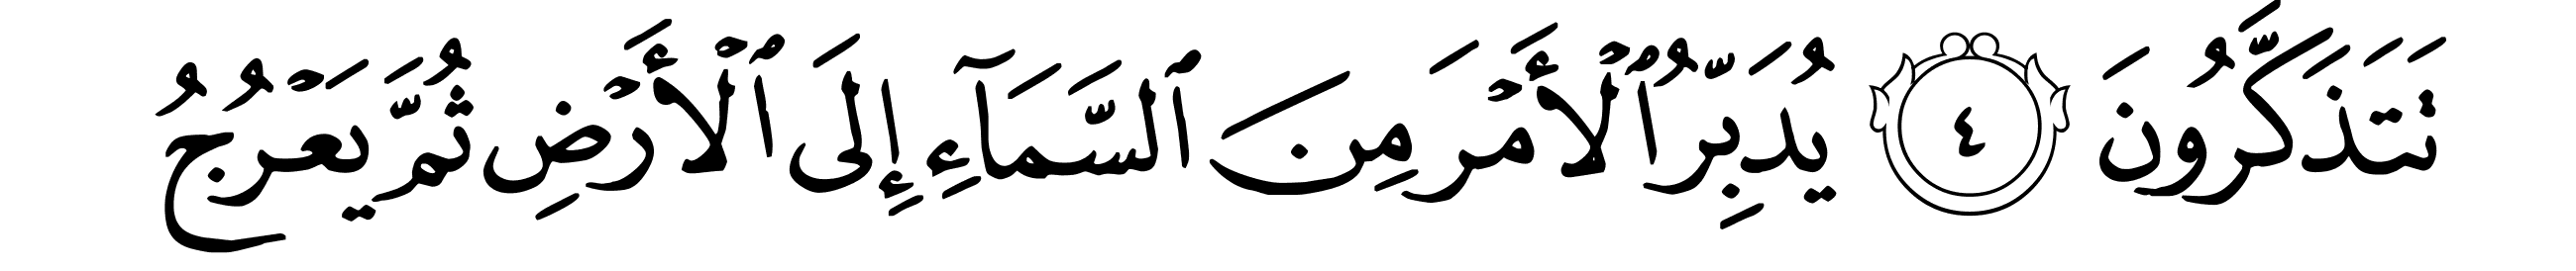 تَتَذَكَّرُونَ ٤ يُدَبِّرُ ٱلْأَمْرَ مِنَ ٱلسَّمَآءِ إِلَى ٱلْأَرْضِ ثُمَّ يَعْرُجُ